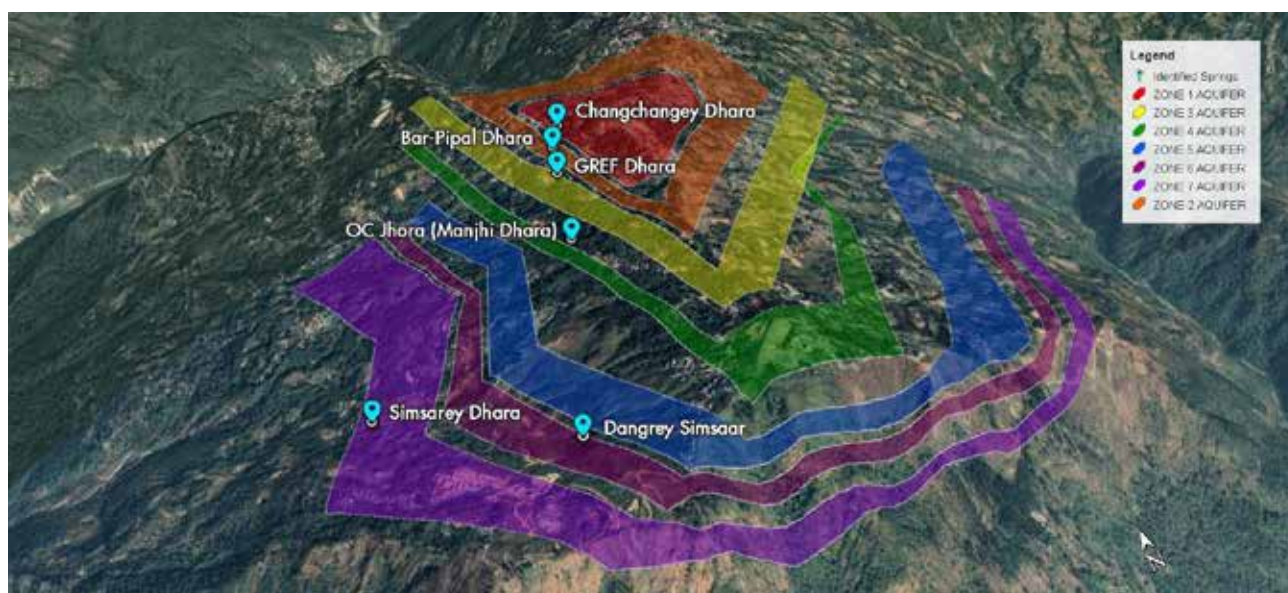 Legend
Identified Springs
ZONE 1 AQUIFER
ZONE 3 AQUIFER
ZONE 4 AQUIFER
ZONE 5 AQUIFER
ZONE 6 AQUIFER
ZONE 7 AQUIFER
ZONE 2 AQUIFER
Changchangey Dhara
Bar-Pipal Dhara
GREF Dhara
OC Jhora (Manjhi Dhara)
Simsarey Dhara
Dangrey Simsaar
N